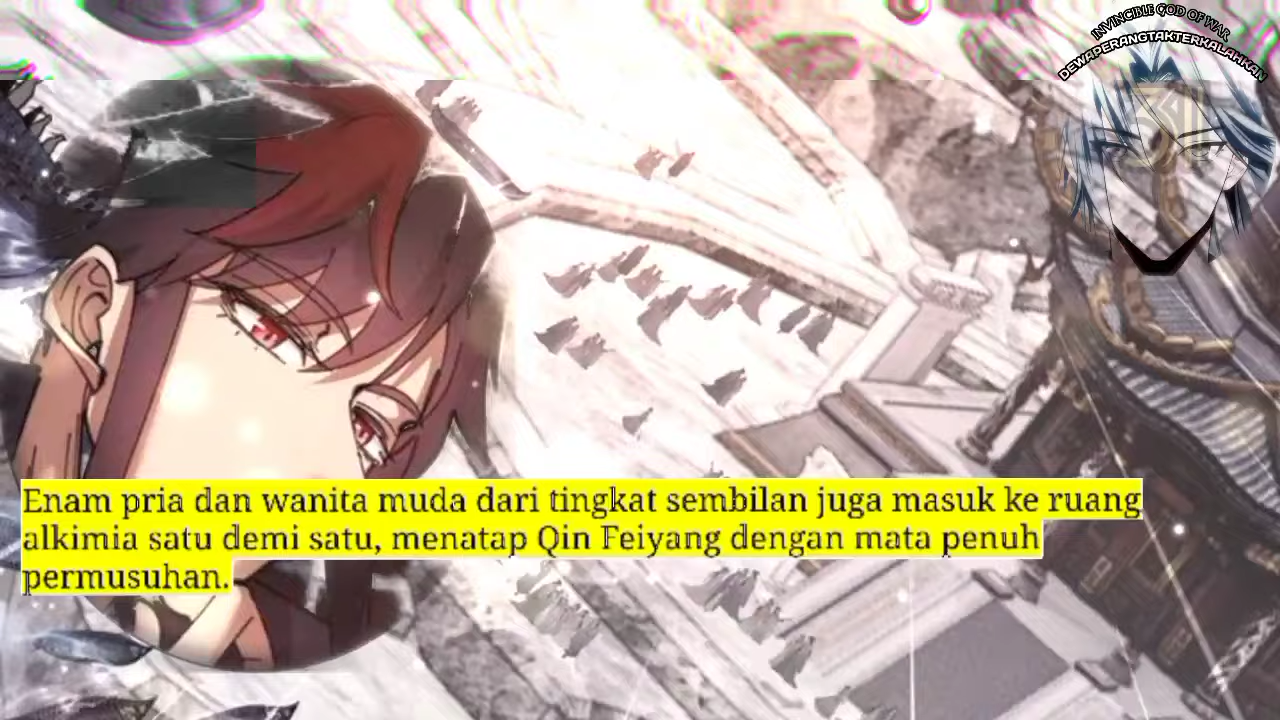 INVINCIBLE GOD OF WAR
DEWAPERANGTAKTERKALAHKAN
Enam pria dan wanita muda dari tingkat sembilan juga masuk ke ruang
alkimia satu demi satu, menatap Qin Feiyang dengan mata penuh
permusuhan.